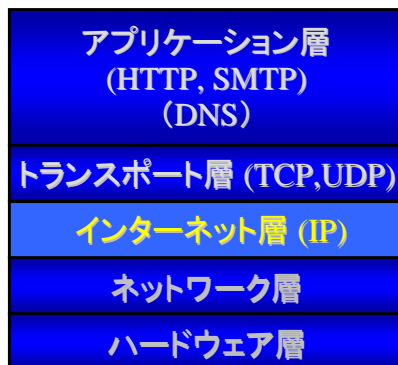 アプリケーション層
(HTTP, SMTP)
（DNS）
トランスポート層 (TCP,UDP)
インターネット層 (IP)
ネットワーク層
ハードウェア層